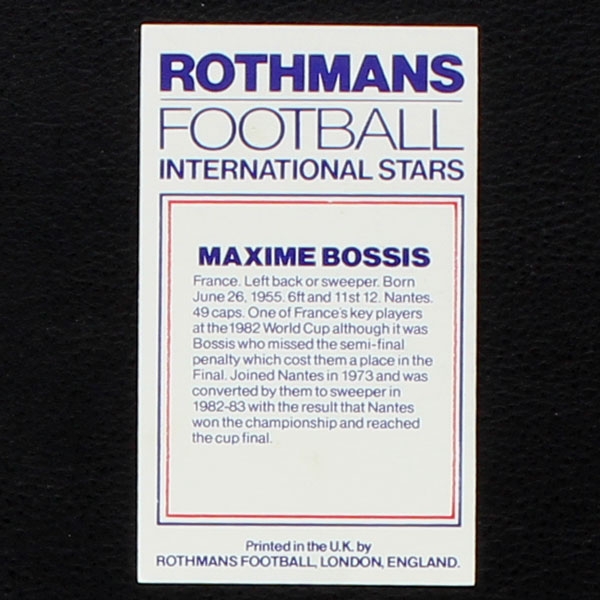 ROTHMANS
FOOTBALL
INTERNATIONAL STARS
MAXIME BOSSIS
France. Left back or sweeper. Born
June 26, 1955. 6ft and 11st 12. Nantes.
49 caps. One of France's key players
at the 1982 World Cup although it was
Bossis who missed the semi-final
penalty which cost them a place in the
Final. Joined Nantes in 1973 and was
converted by them to sweeper in
1982-83 with the result that Nantes
won the championship and reached
the cup final.
Printed in the U.K. by
ROTHMANS FOOTBALL, LONDON, ENGLAND.